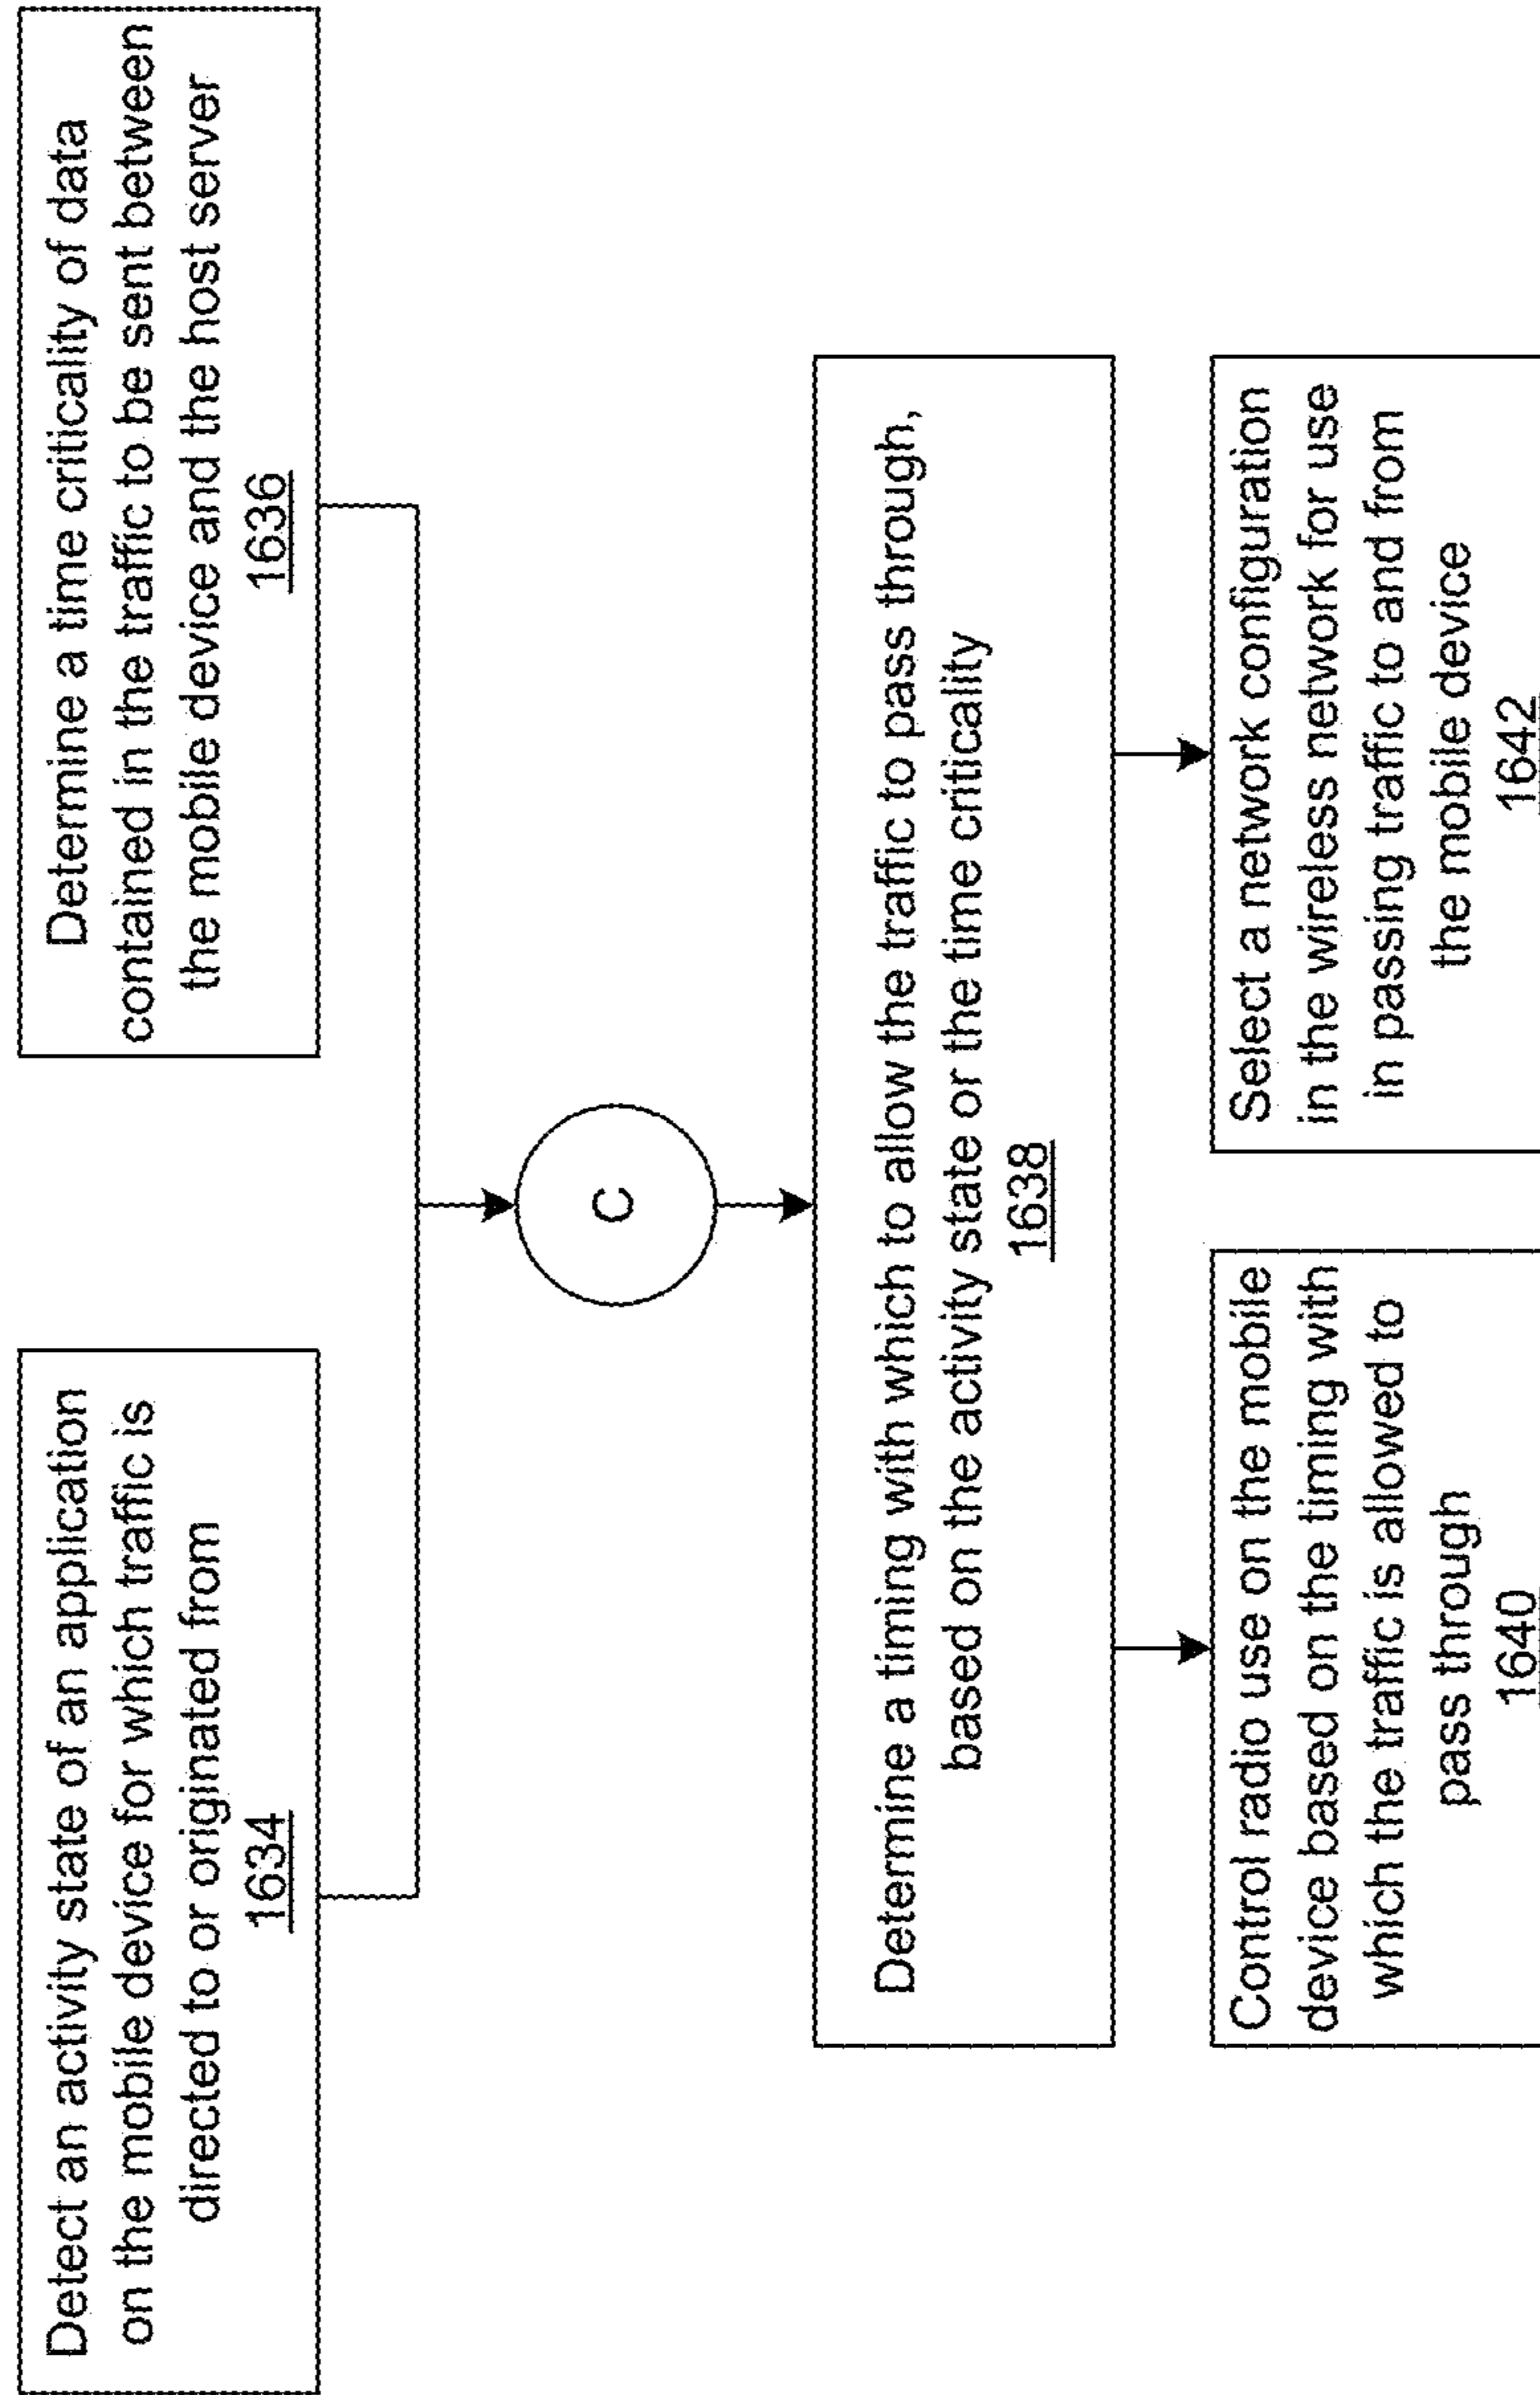 Detect an activity state of an application
on the mobile device for which traffic is
directed to or originated from
1634
Determine a time criticality of data
contained in the traffic to be sent between
the mobile device and the host server
1636
C
Determine a timing with which to allow the traffic to pass through,
based on the activity state or the time criticality
1638
Control radio use on the mobile
device based on the timing with
which the traffic is allowed to
pass through
1640
Select a network configuration
in the wireless network for use
in passing traffic to and from
the mobile device
1642